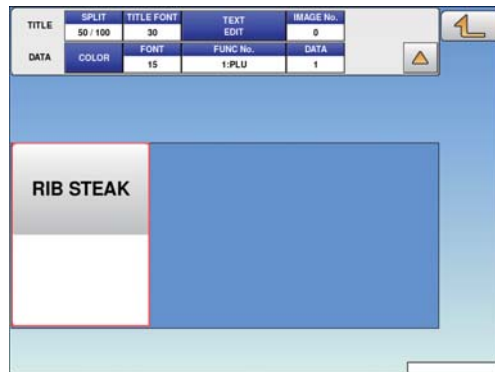 TITLE SPLIT TITLE FONT TEXT EDIT IMAGE No.
50 / 100 30 0
DATA COLOR FONT FUNC No. DATA
15 1:PLU 1
RIB STEAK